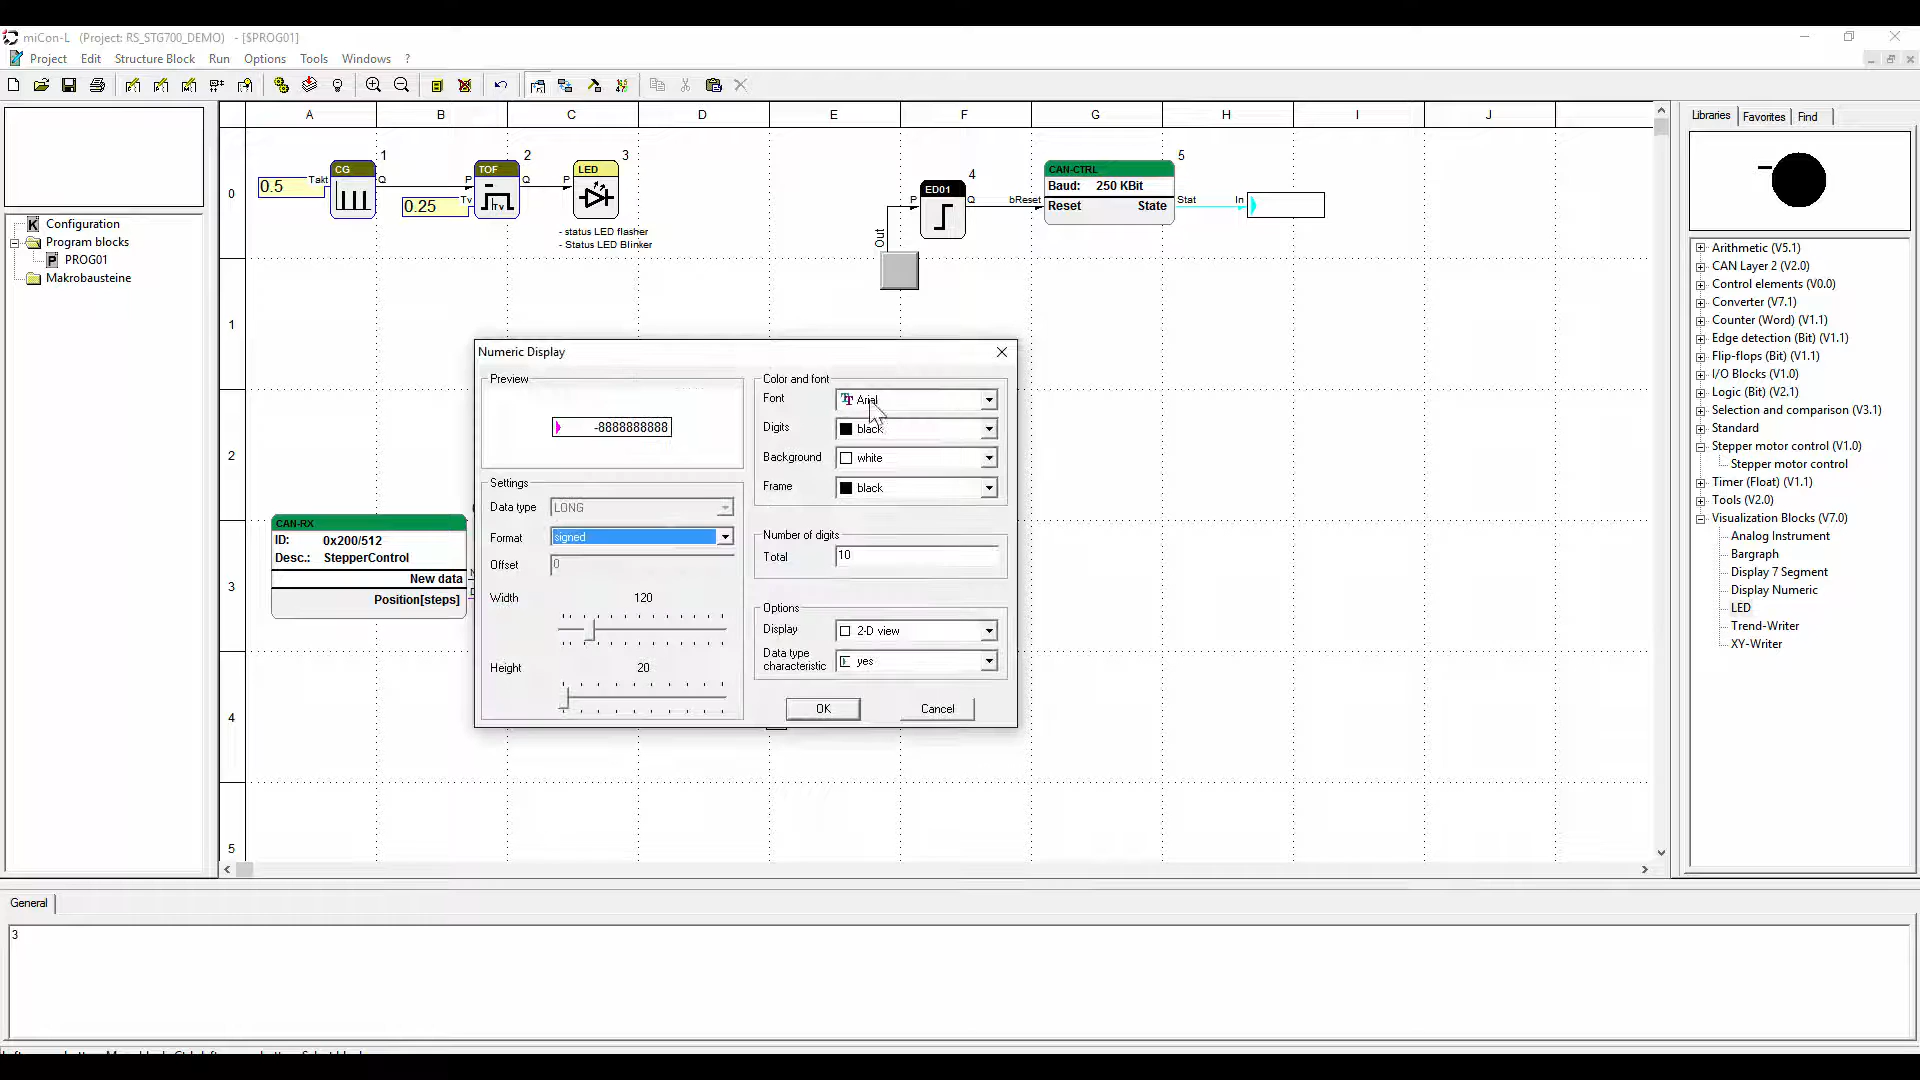 miCon-L (Project: RS_STG700_DEMO) - [$PROG01]
Project Edit Structure Block Run Options Tools Windows ?
A B C D E F G H I J
0
1
2
3
4
5
Configuration
Program blocks
P PROG01
Makrobausteine
0.5
Takt
CG
1
Q
0.25
P
Tv
TOF
Tv
2
Q
P
LED
3
- status LED flasher
- Status LED Blinker
Out
P
ED01
4
Q
bReset
CAN-CTRL
5
Baud: 250 KBit
Reset State
Stat
In
CAN-RX
ID: 0x200/512
Desc.: StepperControl
New data
Position[steps]
Numeric Display
Preview
-8888888888
Settings
Data type LONG
Format signed
Offset 0
Width 120
Height 20
Color and font
Font Arial
Digits black
Background white
Frame black
Number of digits
Total 10
Options
Display 2-D view
Data type
characteristic yes
OK Cancel
Libraries Favorites Find
Arithmetic (V5.1)
CAN Layer 2 (V2.0)
Control elements (V0.0)
Converter (V7.1)
Counter (Word) (V1.1)
Edge detection (Bit) (V1.1)
Flip-flops (Bit) (V1.1)
I/O Blocks (V1.0)
Logic (Bit) (V2.1)
Selection and comparison (V3.1)
Standard
Stepper motor control (V1.0)
Stepper motor control
Timer (Float) (V1.1)
Tools (V2.0)
Visualization Blocks (V7.0)
Analog Instrument
Bargraph
Display 7 Segment
Display Numeric
LED
Trend-Writer
XY-Writer
General
3